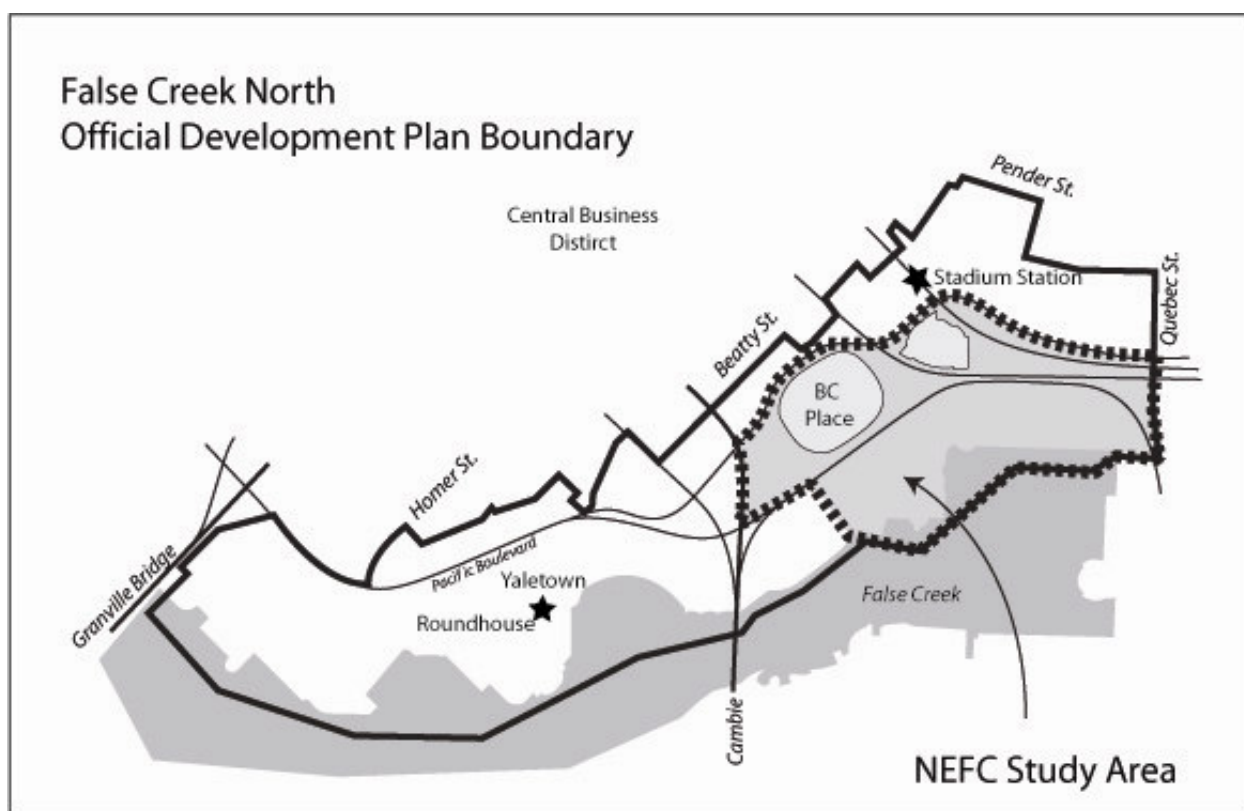 False Creek North
Official Development Plan Boundary
Central Business
Distirct
Pender St.
Stadium Station
Quebec St.
Beatty St.
BC
Place
Homer St.
Pacific Boulevard
Granville Bridge
Yaletown
Roundhouse
False Creek
Cambie
NEFC Study Area